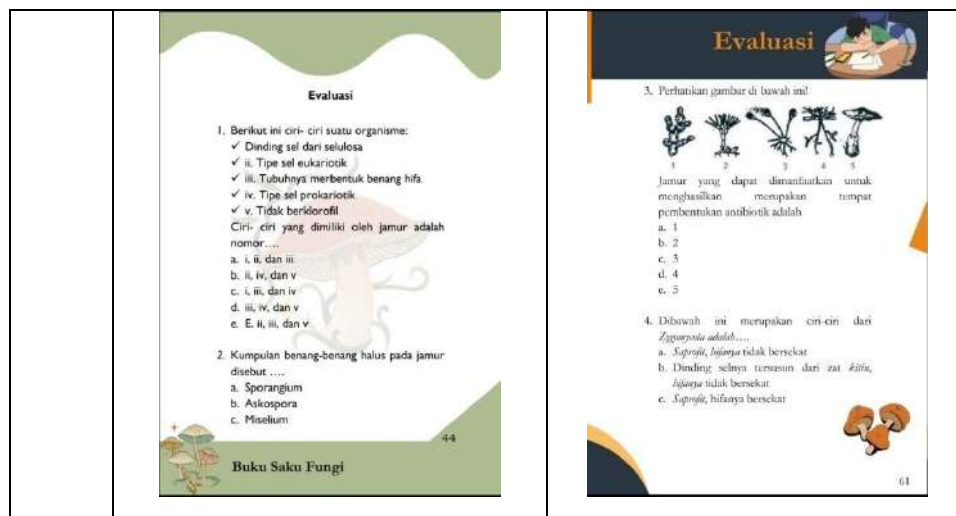 Evaluasi
1. Berikut ini ciri- ciri suatu organisme:
✓ Dinding sel dari selulosa
✓ ii. Tipe sel eukariotik
✓ iii. Tubuhnya merbentuk benang hifa
✓ iv. Tipe sel prokariotik
✓ v. Tidak berklorofil
Ciri- ciri yang dimiliki oleh jamur adalah
nomor....
a. i, ii, dan iii
b. ii, iv, dan v
c. i, iii, dan iv
d. iii, iv, dan v
e. E. ii, iii, dan v
2. Kumpulan benang-benang halus pada jamur
disebut ....
a. Sporangium
b. Askospora
c. Miselium
44
Buku Saku Fungi
Evaluasi
3. Perhatikan gambar di bawah ini!
1 2 3 4 5
Jamur yang dapat dimanfaatkan untuk
menghasilkan merupakan tempat
pembentukan antibiotik adalah
a. 1
b. 2
c. 3
d. 4
e. 5
4. Dibawah ini merupakan ciri-ciri dari
Zygomycota adalah....
a. Saprofit, hifanya tidak bersekat
b. Dinding selnya tersusun dari zat kitin,
hifanya tidak bersekat
c. Saprofit, hifanya bersekat
61